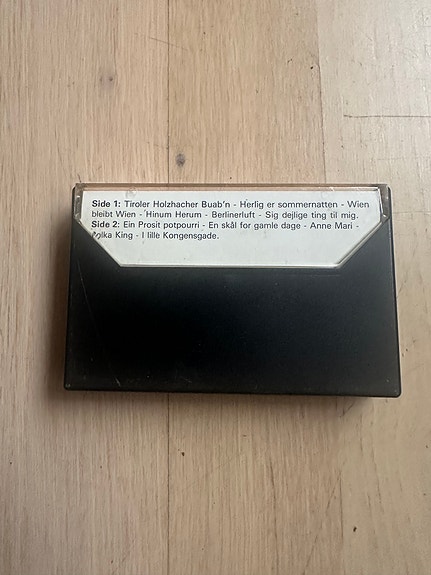 Side 1: Tiroler Holzhacher Buab'n - Herlig er sommernatten - Wien
bleibt Wien - Hinum Herum - Berlinerluft - Sig dejlige ting til mig.
Side 2: Ein Prosit potpourri - En skål for gamle dage - Anne Mari -
Polka King - I lille Kongensgade.